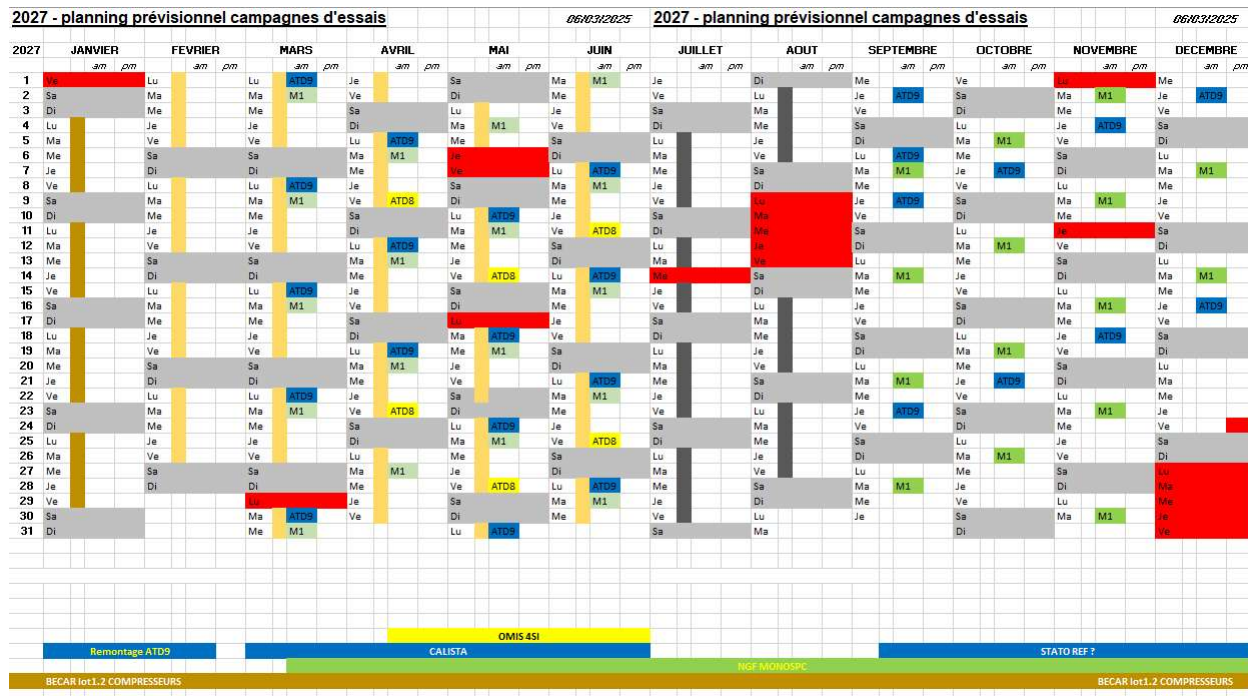 2027 - planning prévisionnel campagnes d'essais 06/03/2025 2027 - planning prévisionnel campagnes d'essais 06/03/2025
2027 JANVIER FEVRIER MARS AVRIL MAI JUIN JUILLET AOUT SEPTEMBRE OCTOBRE NOVEMBRE DECEMBRE
am pm am pm am pm am pm am pm am pm am pm am pm am pm am pm am pm am pm
1 Ve Lu Lu ATD9 Je Sa Ma M1 Je Di Me Ve Lu Me
2 Sa Ma Ma M1 Ve Di Me Ve Lu Je ATD9 Sa Ma M1 Je ATD9
3 Di Me Me Sa Lu Je Sa Ma Ve Di Me Ve
4 Lu Je Je Di Ma M1 Ve Di Me Sa Lu Je ATD9 Sa
5 Ma Ve Ve Lu ATD9 Me Sa Lu Je Di Ma M1 Ve Di
6 Me Sa Sa Ma M1 Je Di Ma Ve Lu ATD9 Me Sa Lu
7 Je Di Di Me Ve Lu ATD9 Me Sa Ma M1 Je ATD9 Di Ma M1
8 Ve Lu Lu ATD9 Je Sa Ma M1 Je Di Me Ve Lu Me
9 Sa Ma Ma M1 Ve ATD8 Di Me Ve Lu Je ATD9 Sa Ma M1 Je
10 Di Me Me Sa Lu ATD9 Je Sa Ma Ve Di Me Ve
11 Lu Je Je Di Ma M1 Ve ATD8 Di Me Sa Lu Je Sa
12 Ma Ve Ve Lu ATD9 Me Sa Lu Je Di Ma M1 Ve Di
13 Me Sa Sa Ma M1 Je Di Ma Ve Lu Me Sa Lu
14 Je Di Di Me Ve ATD8 Lu ATD9 Me Sa Ma M1 Je Di Ma M1
15 Ve Lu Lu ATD9 Je Sa Ma M1 Je Di Me Ve Lu Me
16 Sa Ma Ma M1 Ve Di Me Ve Lu Je Sa Ma M1 Je ATD9
17 Di Me Me Sa Lu Je Sa Ma Ve Di Me Ve
18 Lu Je Je Di Ma ATD9 Ve Di Me Sa Lu Je ATD9 Sa
19 Ma Ve Ve Lu ATD9 Me M1 Sa Lu Je Di Ma M1 Ve Di
20 Me Sa Sa Ma M1 Je Di Ma Ve Lu Me Sa Lu
21 Je Di Di Me Ve Lu ATD9 Me Sa Ma M1 Je ATD9 Di Ma
22 Ve Lu Lu ATD9 Je Sa Ma M1 Je Di Me Ve Lu Me
23 Sa Ma Ma M1 Ve ATD8 Di Me Ve Lu Je ATD9 Sa Ma M1 Je
24 Di Me Me Sa Lu ATD9 Je Sa Ma Ve Di Me Ve
25 Lu Je Je Di Ma M1 Ve ATD8 Di Me Sa Lu Je Sa
26 Ma Ve Ve Lu Me Sa Lu Je Di Ma M1 Ve Di
27 Me Sa Sa Ma M1 Je Di Ma Ve Lu Me Sa Lu
28 Je Di Di Me Ve ATD8 Lu ATD9 Me Sa Ma M1 Je Di Ma
29 Ve Lu Je Sa Ma M1 Je Di Me Ve Lu Me
30 Sa Ma ATD9 Ve Di Me Ve Lu Je Sa Ma M1 Je
31 Di Me M1 Lu ATD9 Sa Ma Di Ve
OMIS 4SI
Remontage ATD9 CALISTA STATO REF ?
NGF MONOSPC
BECAR lot1.2 COMPRESSEURS BECAR lot1.2 COMPRESSEURS